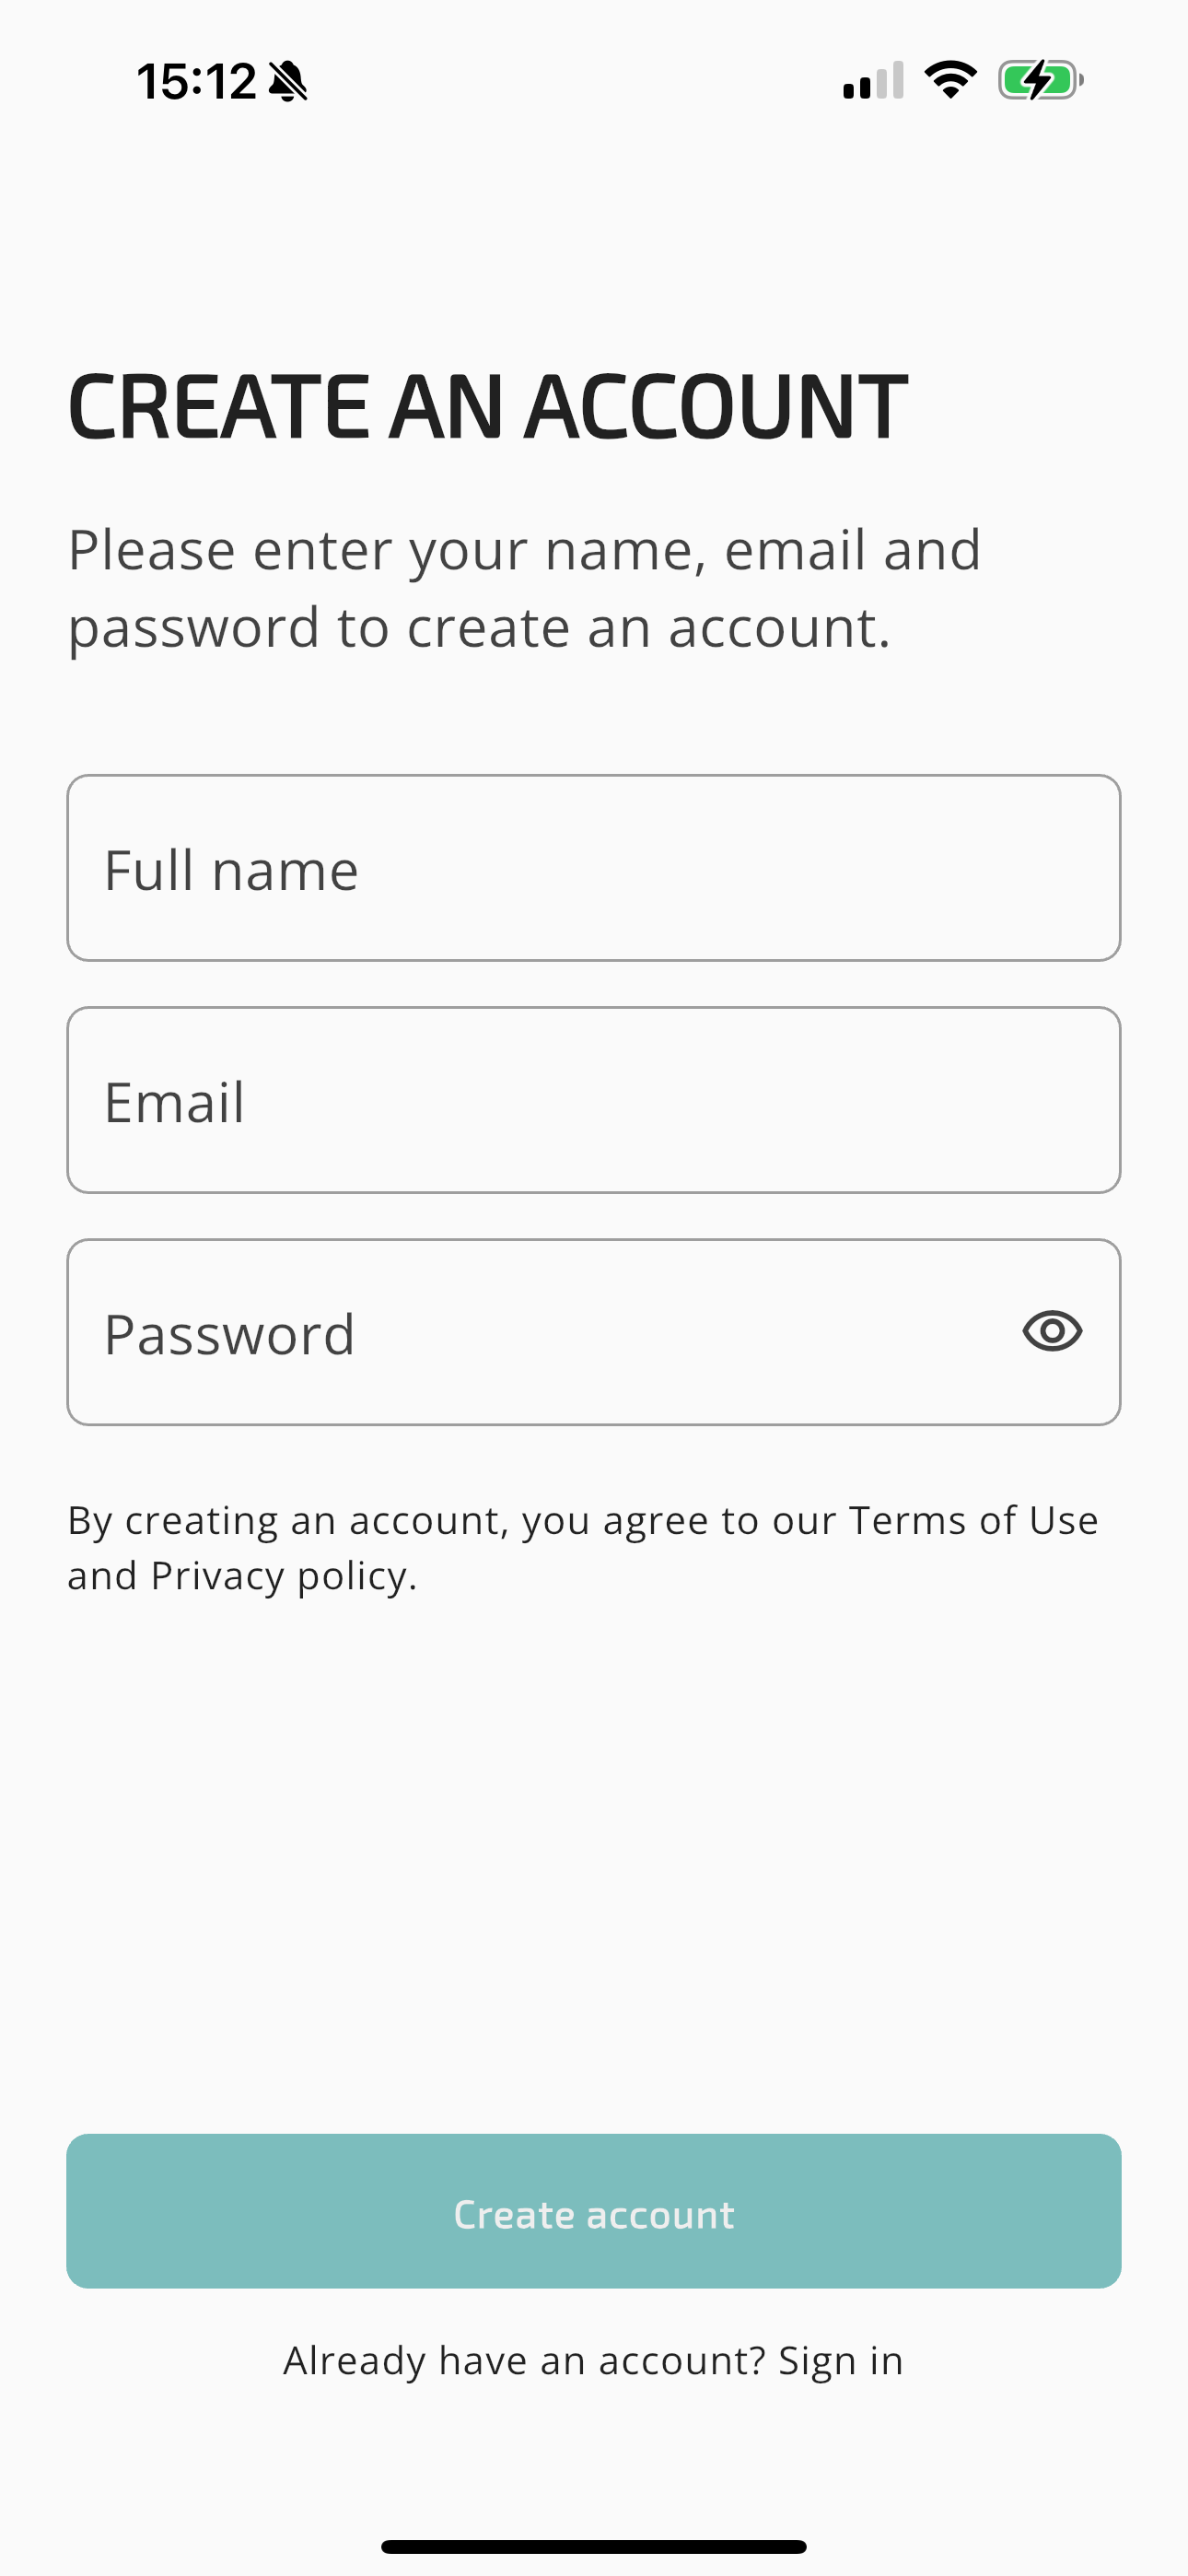 15:12
CREATE AN ACCOUNT
Please enter your name, email and
password to create an account.
Full name
Email
Password
By creating an account, you agree to our Terms of Use
and Privacy policy.
Create account
Already have an account? Sign in